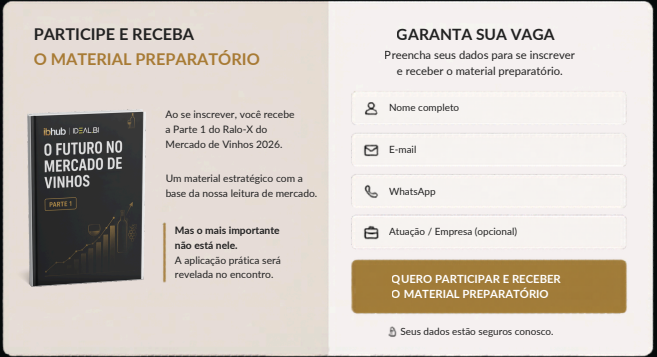 PARTICIPE E RECEBA
O MATERIAL PREPARATÓRIO
ibhub | IDEAL.BI
O FUTURO NO
MERCADO DE
VINHOS
PARTE 1
Ao se inscrever, você recebe
a Parte 1 do Ralo-X do
Mercado de Vinhos 2026.
Um material estratégico com a
base da nossa leitura de mercado.
Mas o mais importante
não está nele.
A aplicação prática será
revelada no encontro.
GARANTA SUA VAGA
Preencha seus dados para se inscrever
e receber o material preparatório.
Nome completo
E-mail
WhatsApp
Atuação / Empresa (opcional)
QUERO PARTICIPAR E RECEBER
O MATERIAL PREPARATÓRIO
Seus dados estão seguros conosco.